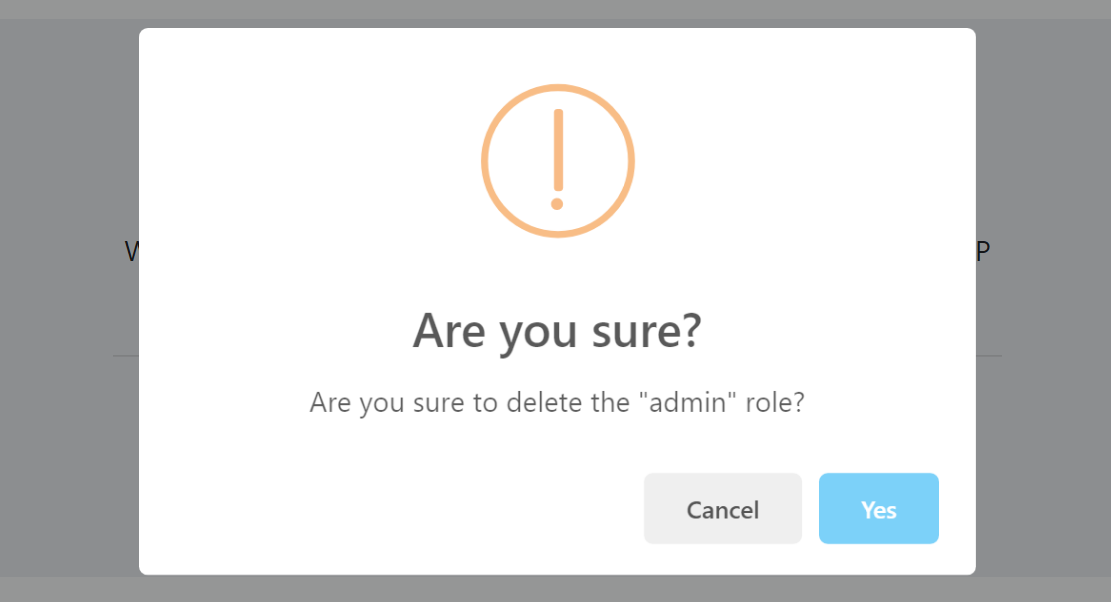 Are you sure?
Are you sure to delete the "admin" role?
Cancel
Yes